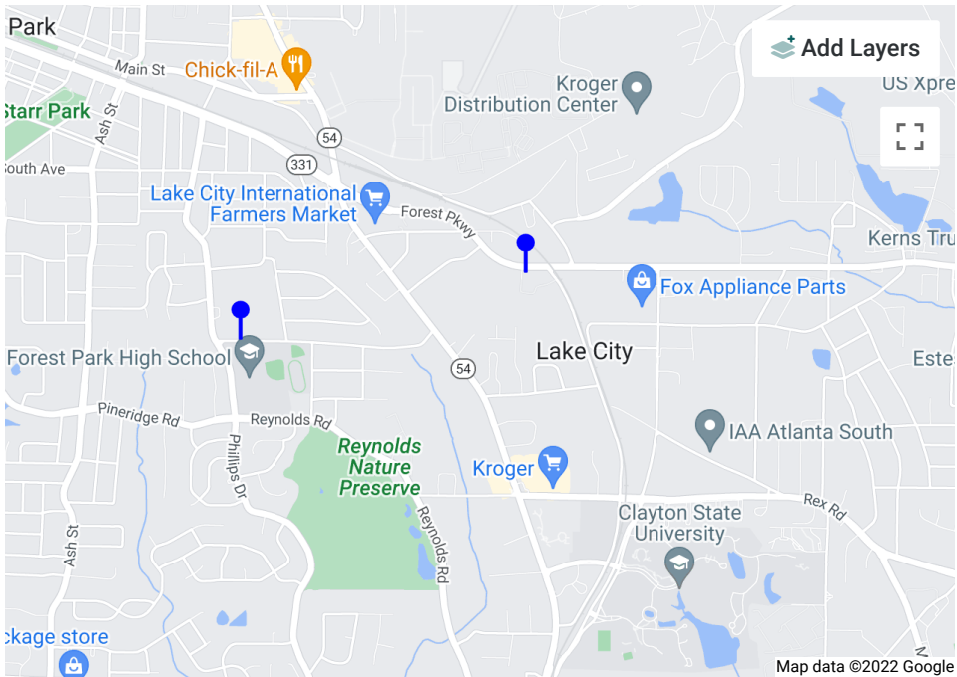 Park
Main St
Chick-fil-A
Kroger
Distribution Center
Add Layers
US Xpre
Starr Park
Ash St
54
331
South Ave
Lake City International
Farmers Market
Forest Pkwy
Kerns Tru
Fox Appliance Parts
Forest Park High School
Lake City
Este
54
Pineridge Rd
Reynolds Rd
Phillips Dr
Reynolds
Nature
Preserve
IAA Atlanta South
Kroger
Rex Rd
Clayton State
University
Reynolds Rd
Ash St
ckage store
M
Map data ©2022 Google